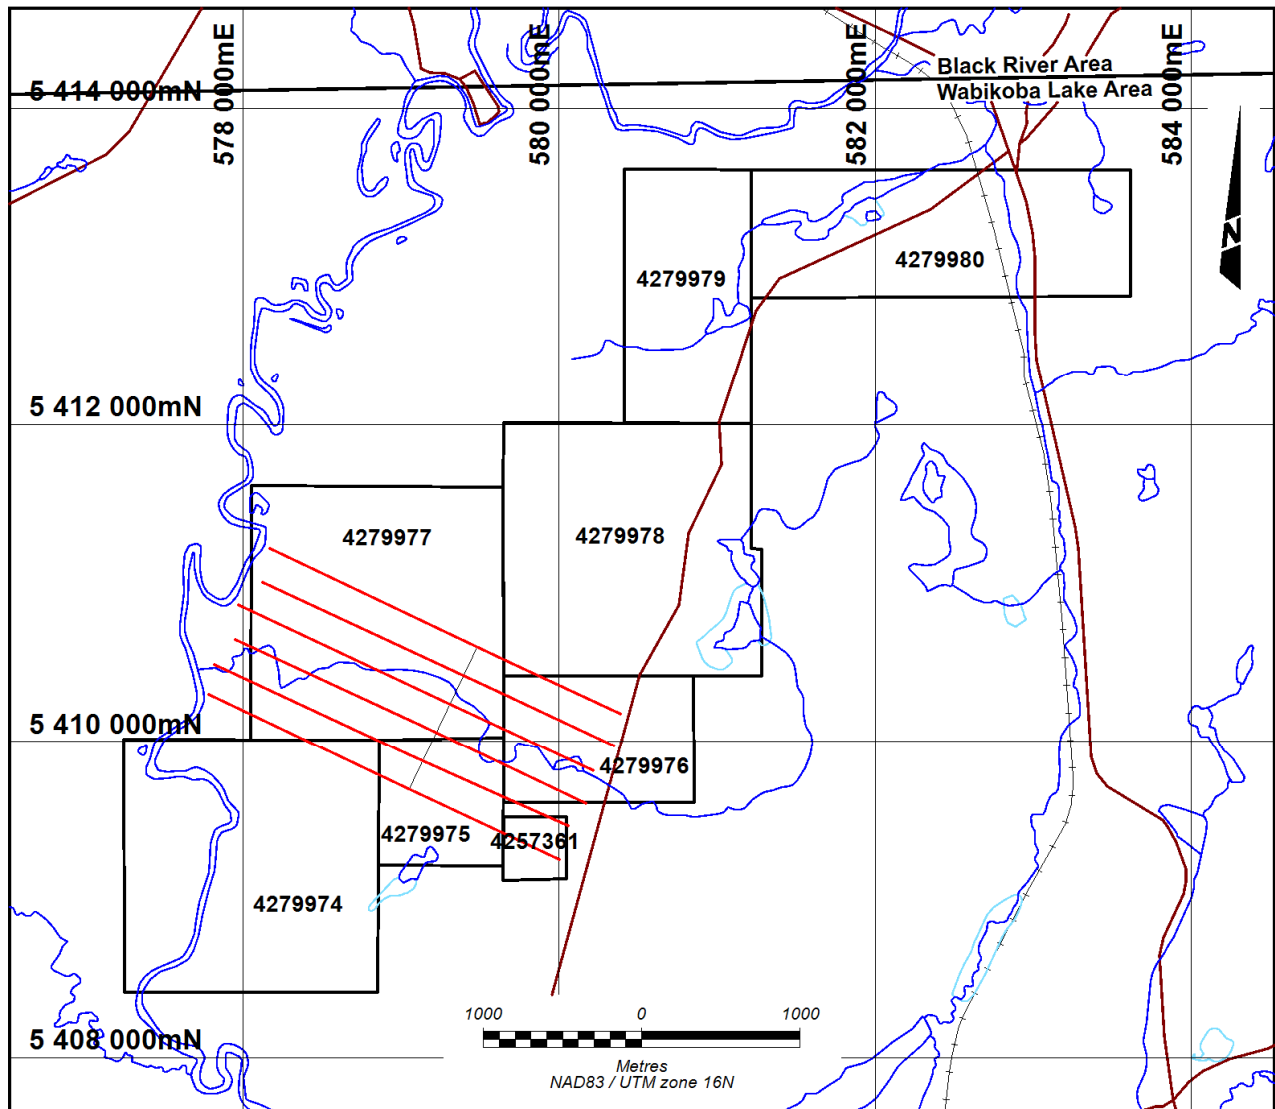 578 000mE
580 000mE
582 000mE
584 000mE
Black River Area
5 414 000mN
Wabikoba Lake Area
N
4279980
4279979
5 412 000mN
4279977
4279978
5 410 000mN
4279976
4279975
4257361
4279974
1000 0 1000
5 408 000mN
Metres
NAD83 / UTM zone 16N